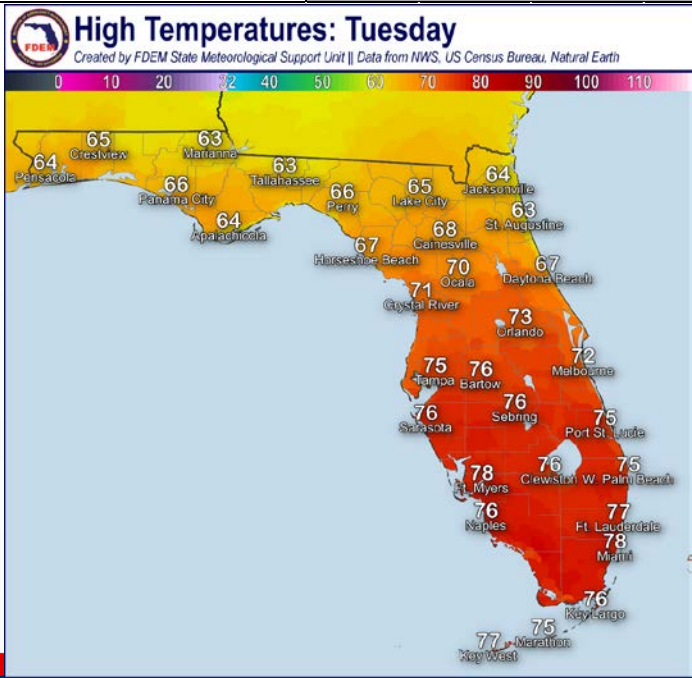 FDEM
High Temperatures: Tuesday
Created by FDEM State Meteorological Support Unit || Data from NWS, US Census Bureau, Natural Earth
0 10 20 32 40 50 60 70 80 90 100 110
65
Crestview
63
Marianna
64
Pensacola
63
Tallahassee
66
Panama City
66
Perry
65
Lake City
64
Jacksonville
64
Apalachicola
63
St. Augustine
68
Gainesville
67
Horseshoe Beach
70
Ocala
67
Daytona Beach
71
Crystal River
73
Orlando
72
Melbourne
75
Tampa
76
Bartow
76
Sebring
76
Sarasota
75
Port St. Lucie
78
Ft. Myers
76
Clewiston
75
W. Palm Beach
76
Naples
77
Ft. Lauderdale
78
Miami
76
Key Largo
75
Marathon
77
Key West